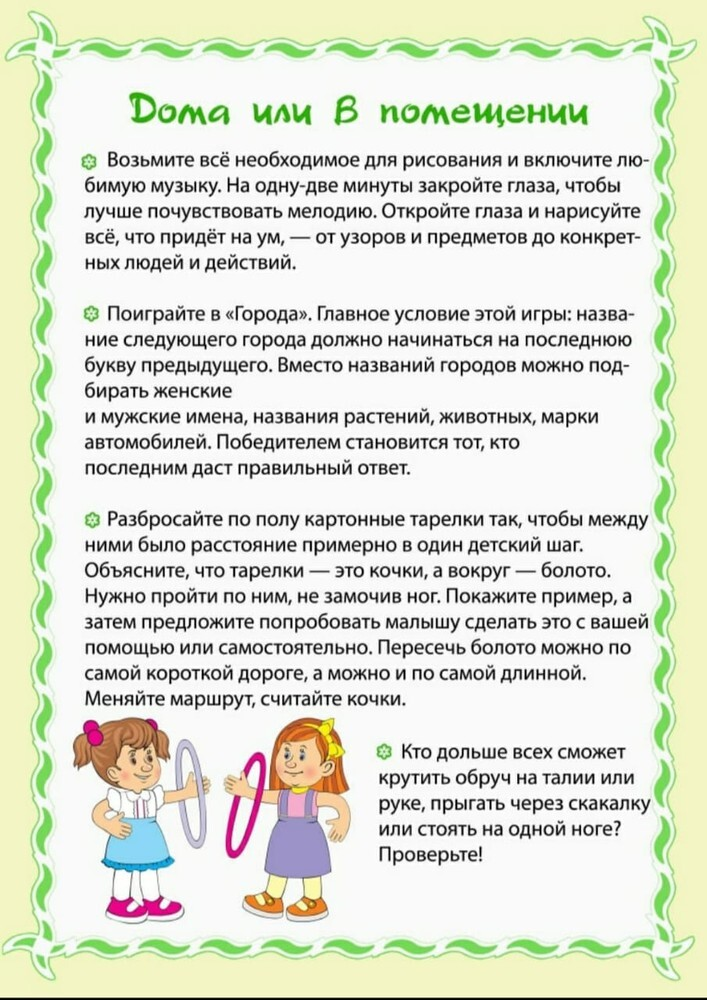 Дома или в помещении
Возьмите всё необходимое для рисования и включите лю-
бимую музыку. На одну-две минуты закройте глаза, чтобы
лучше почувствовать мелодию. Откройте глаза и нарисуйте
всё, что придёт на ум, — от узоров и предметов до конкрет-
ных людей и действий.
Поиграйте в «Города». Главное условие этой игры: назва-
ние следующего города должно начинаться на последнюю
букву предыдущего. Вместо названий городов можно под-
бирать женские
и мужские имена, названия растений, животных, марки
автомобилей. Победителем становится тот, кто
последним даст правильный ответ.
Разбросайте по полу картонные тарелки так, чтобы между
ними было расстояние примерно в один детский шаг.
Объясните, что тарелки — это кочки, а вокруг — болото.
Нужно пройти по ним, не замочив ног. Покажите пример, а
затем предложите попробовать малышу сделать это с вашей
помощью или самостоятельно. Пересечь болото можно по
самой короткой дороге, а можно и по самой длинной.
Меняйте маршрут, считайте кочки.
Кто дольше всех сможет
крутить обруч на талии или
руке, прыгать через скакалку
или стоять на одной ноге?
Проверьте!